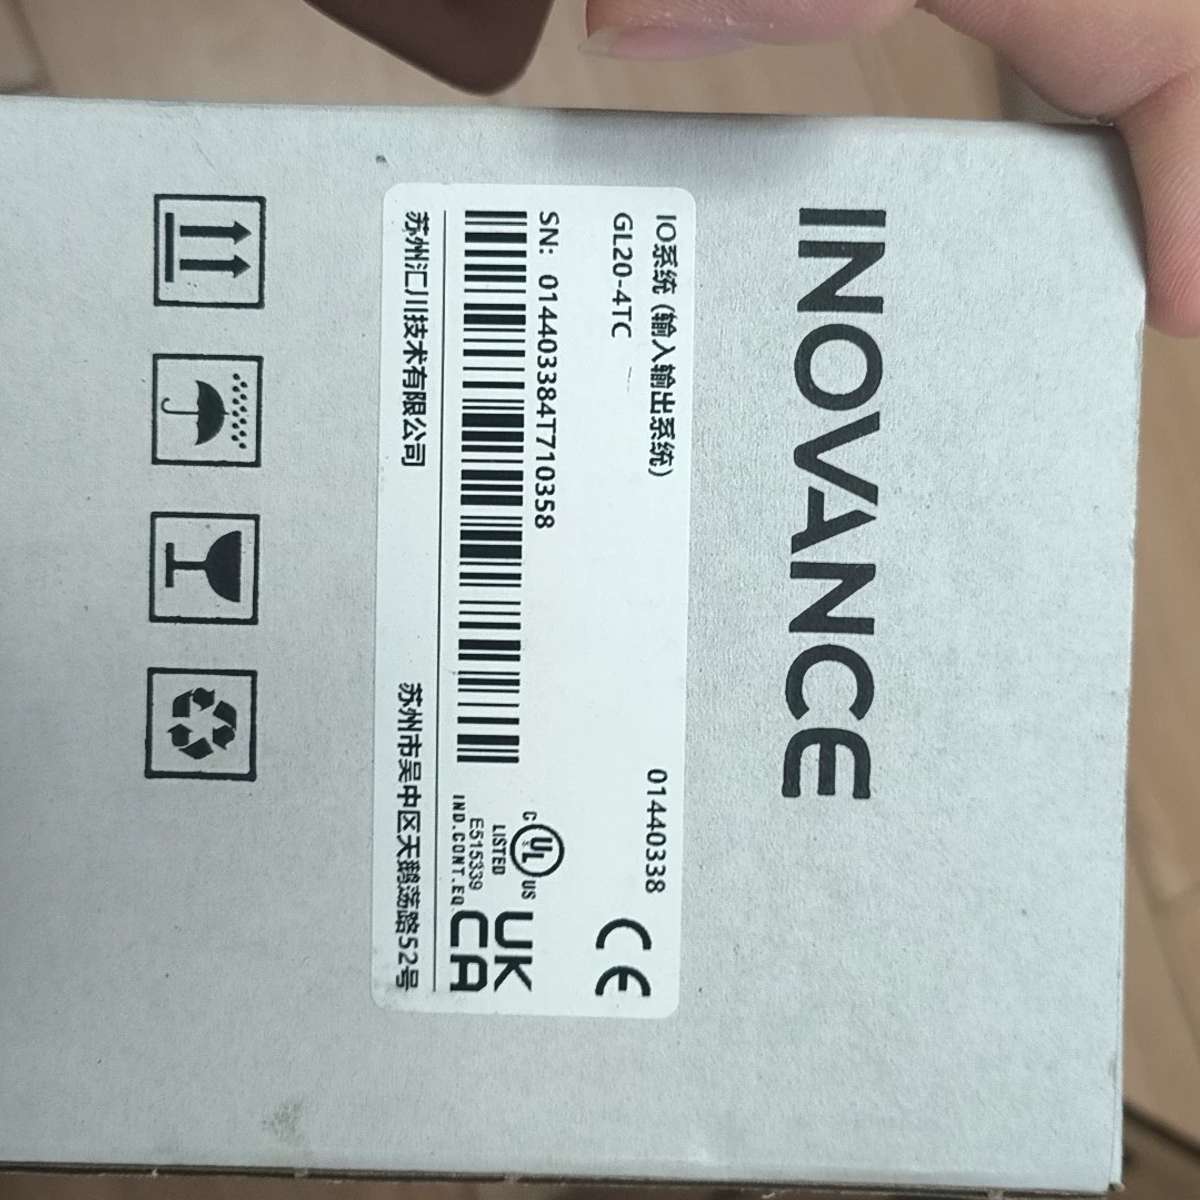 INOVANCE
IO系统 (输入输出系统) 01440338
GL20-4TC
CE
SN: 014403384T710358
C UL US
LISTED
E515339
IND.CONT.EQ.
UK
CA
苏州汇川技术有限公司 苏州市吴中区天鹅荡路52号